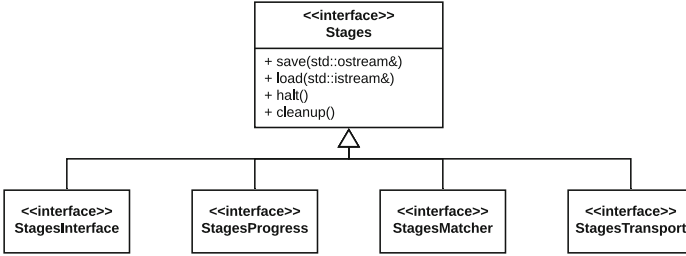 <<interface>>
Stages
+ save(std::ostream&)
+ load(std::istream&)
+ halt()
+ cleanup()
<<interface>>
StagesInterface
<<interface>>
StagesProgress
<<interface>>
StagesMatcher
<<interface>>
StagesTransport